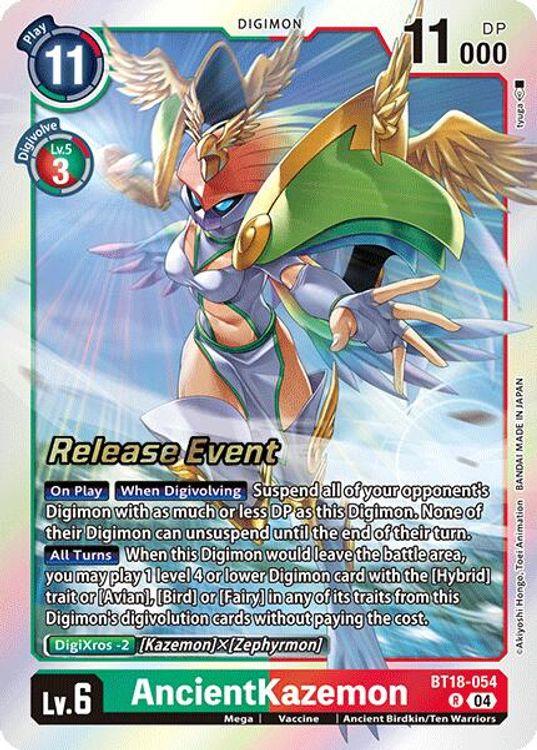 Play
11
DIGIMON
11000
DP
Digivolve
Lv.5
3
tyuga
©Akiyoshi Hongo, Toei Animation BANDAI MADE IN JAPAN
Release Event
On Play When Digivolving Suspend all of your opponent's
Digimon with as much or less DP as this Digimon. None of
their Digimon can unsuspend until the end of their turn.
All Turns When this Digimon would leave the battle area,
you may play 1 level 4 or lower Digimon card with the [Hybrid]
trait or [Avian], [Bird] or [Fairy] in any of its traits from this
Digimon's digivolution cards without paying the cost.
DigiXros -2 [Kazemon]×[Zephyrmon]
Lv.6
AncientKazemon
BT18-054
R 04
Mega | Vaccine | Ancient Birdkin/Ten Warriors